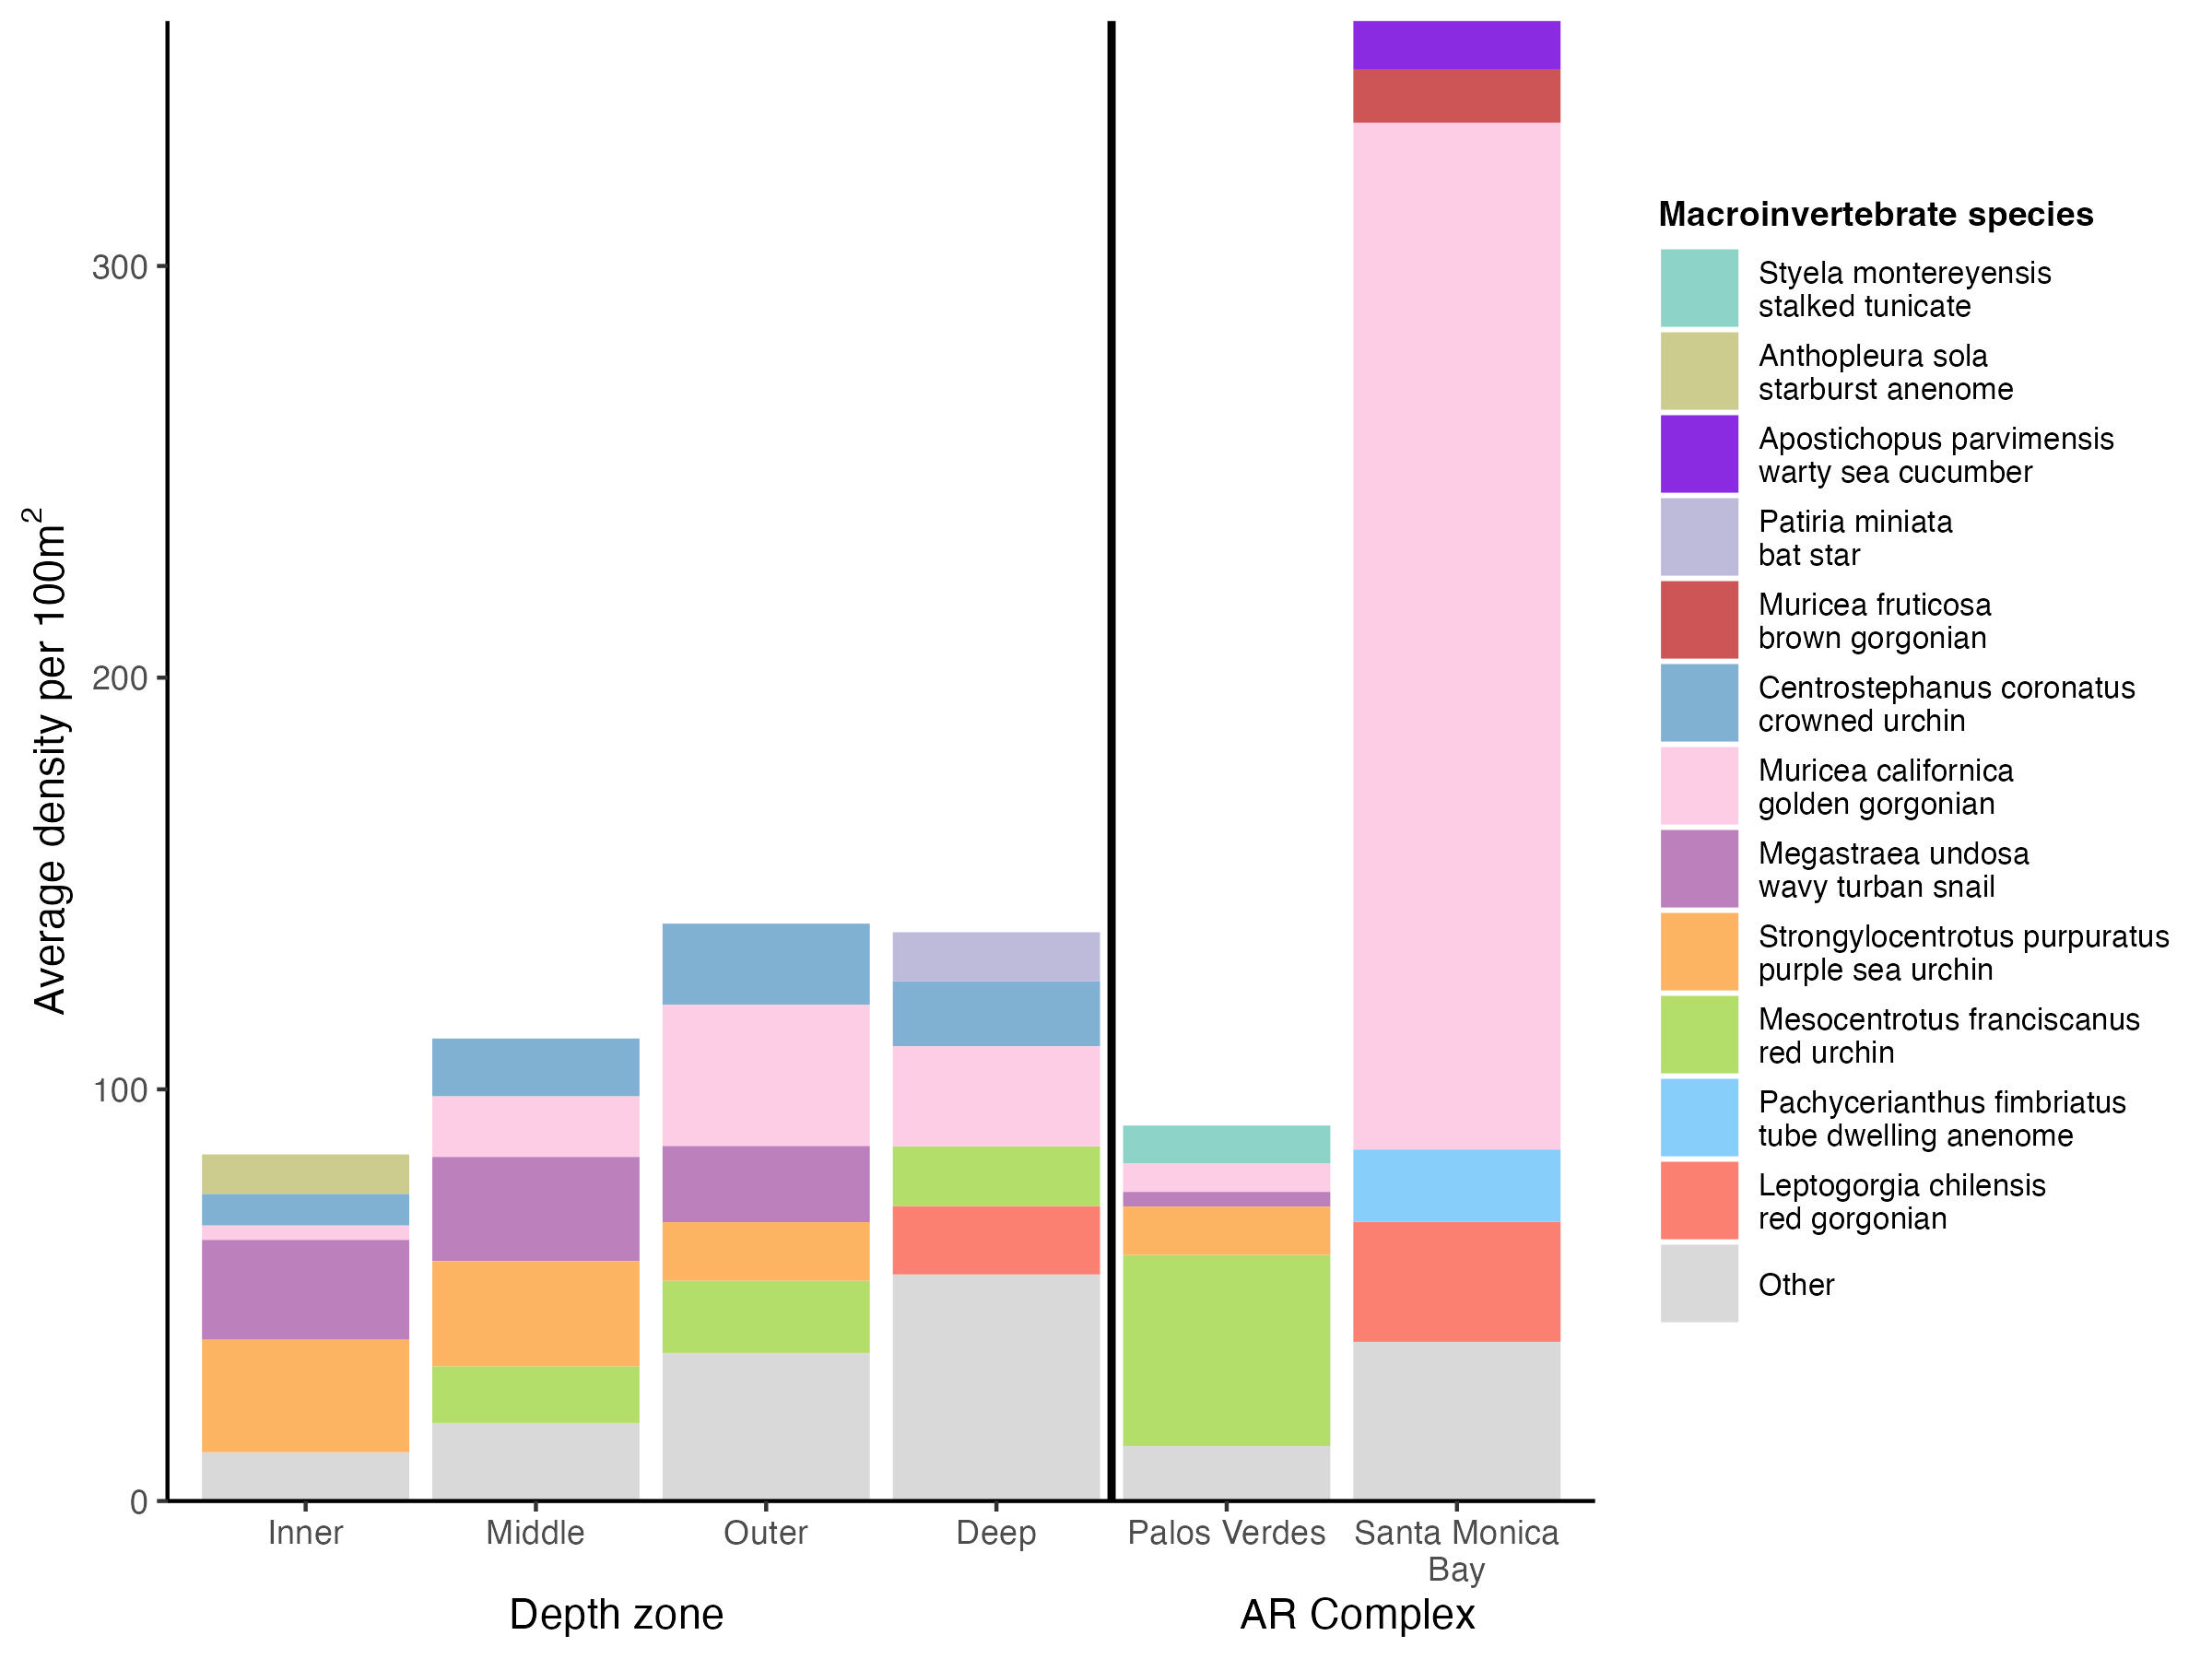 Average density per 100m²
300
200
100
0
Inner
Middle
Outer
Deep
Palos Verdes
Santa Monica
Bay
Depth zone
AR Complex
Macroinvertebrate species
Styela montereyensis
stalked tunicate
Anthopleura sola
starburst anenome
Apostichopus parvimensis
warty sea cucumber
Patiria miniata
bat star
Muricea fruticosa
brown gorgonian
Centrostephanus coronatus
crowned urchin
Muricea californica
golden gorgonian
Megastraea undosa
wavy turban snail
Strongylocentrotus purpuratus
purple sea urchin
Mesocentrotus franciscanus
red urchin
Pachycerianthus fimbriatus
tube dwelling anenome
Leptogorgia chilensis
red gorgonian
Other